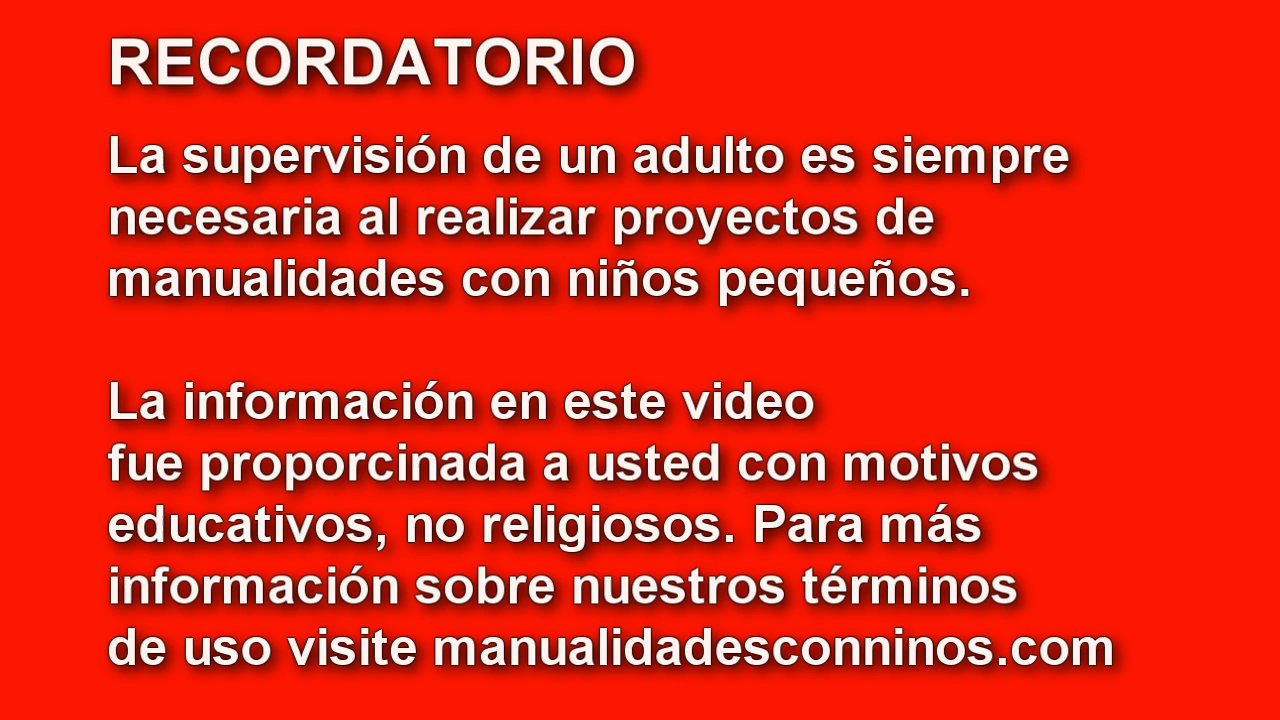 RECORDATORIO
La supervisión de un adulto es siempre
necesaria al realizar proyectos de
manualidades con niños pequeños.
La información en este video
fue proporcinada a usted con motivos
educativos, no religiosos. Para más
información sobre nuestros términos
de uso visite manualidadesconninos.com